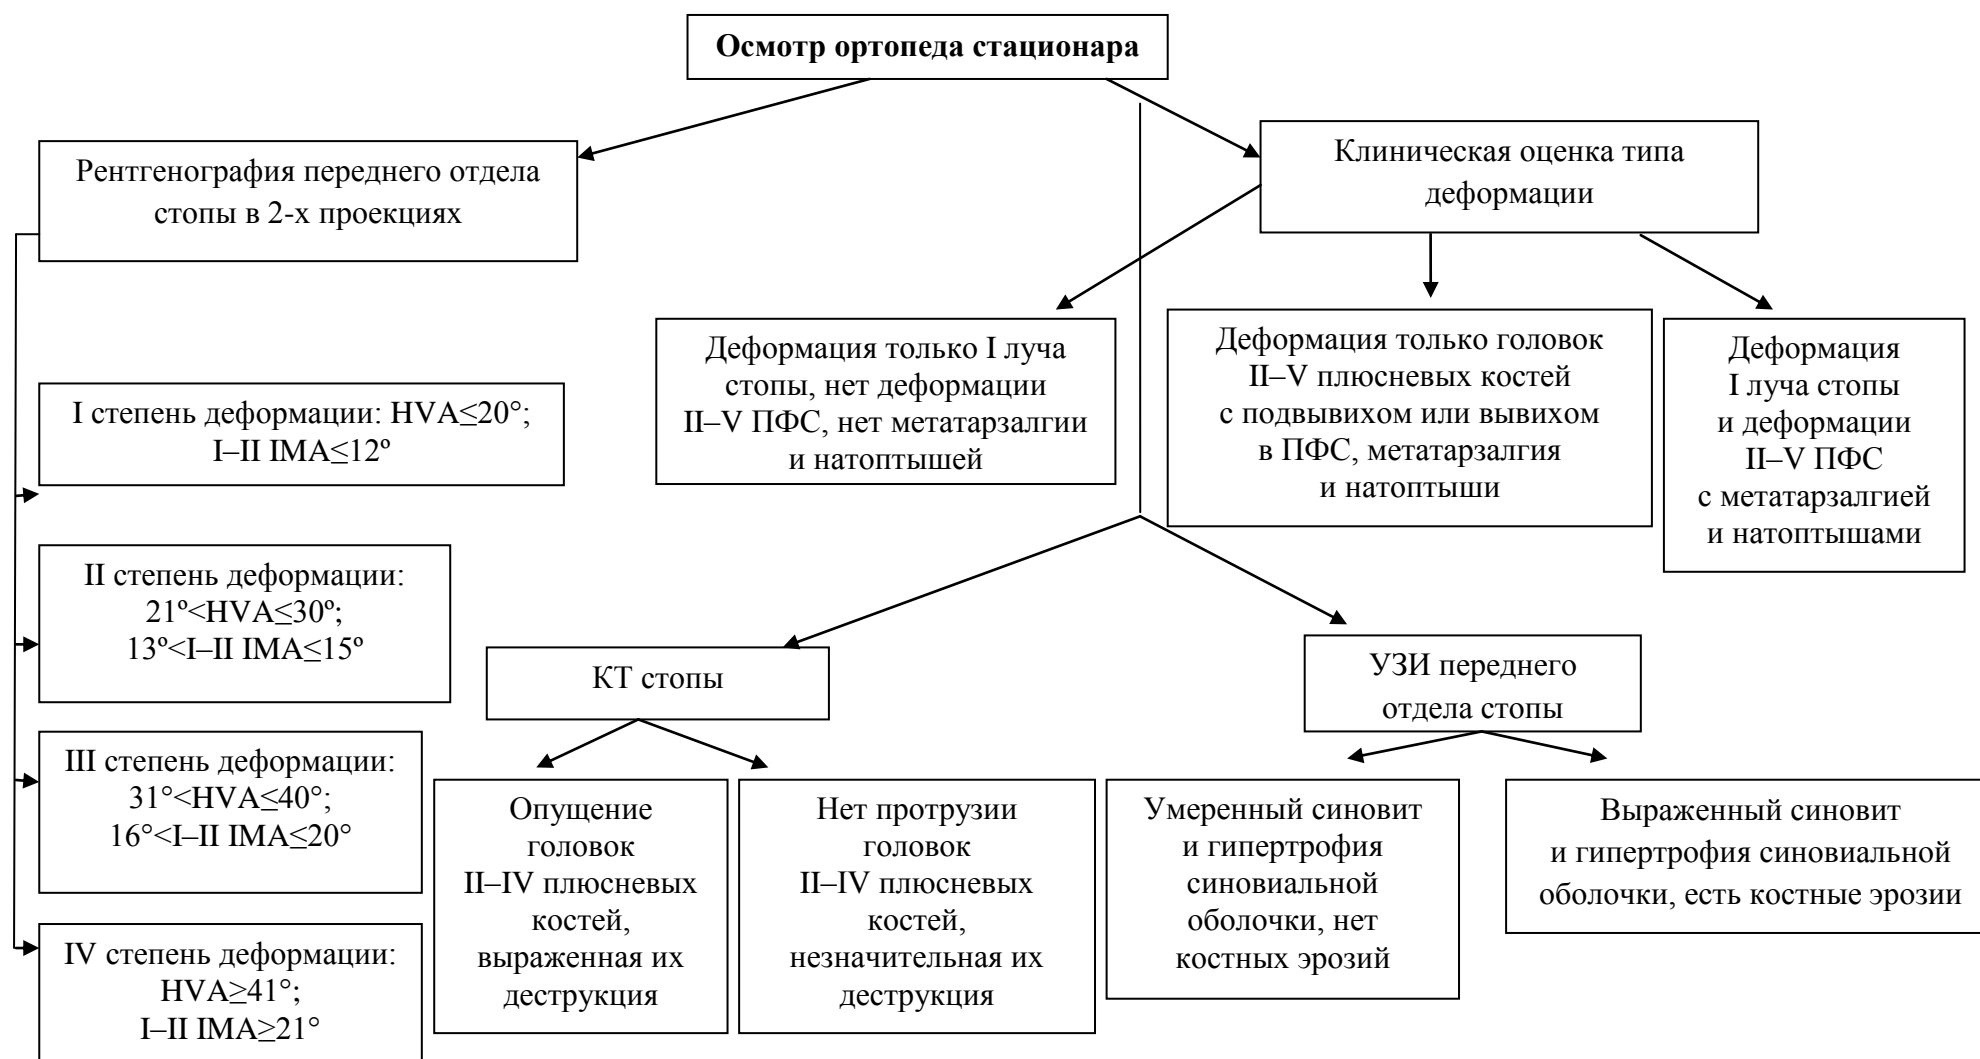 Осмотр ортопеда стационара
Рентгенография переднего отдела
стопы в 2-х проекциях
Клиническая оценка типа
деформации
I степень деформации: HVA≤20°;
I–II IMA≤12º
II степень деформации:
21º<HVA≤30º;
13º<I–II IMA≤15º
III степень деформации:
31°<HVA≤40°;
16°<I–II IMA≤20°
IV степень деформации:
HVA≥41°;
I–II IMA≥21°
Деформация только I луча
стопы, нет деформации
II–V ПФС, нет метатарзалгии
и натоптышей
Деформация только головок
II–V плюсневых костей
с подвывихом или вывихом
в ПФС, метатарзалгия
и натоптыши
Деформация
I луча стопы
и деформации
II–V ПФС
с метатарзалгией
и натоптышами
КТ стопы
УЗИ переднего
отдела стопы
Опущение
головок
II–IV плюсневых
костей,
выраженная их
деструкция
Нет протрузии
головок
II–IV плюсневых
костей,
незначительная их
деструкция
Умеренный синовит
и гипертрофия
синовиальной
оболочки, нет
костных эрозий
Выраженный синовит
и гипертрофия синовиальной
оболочки, есть костные эрозии